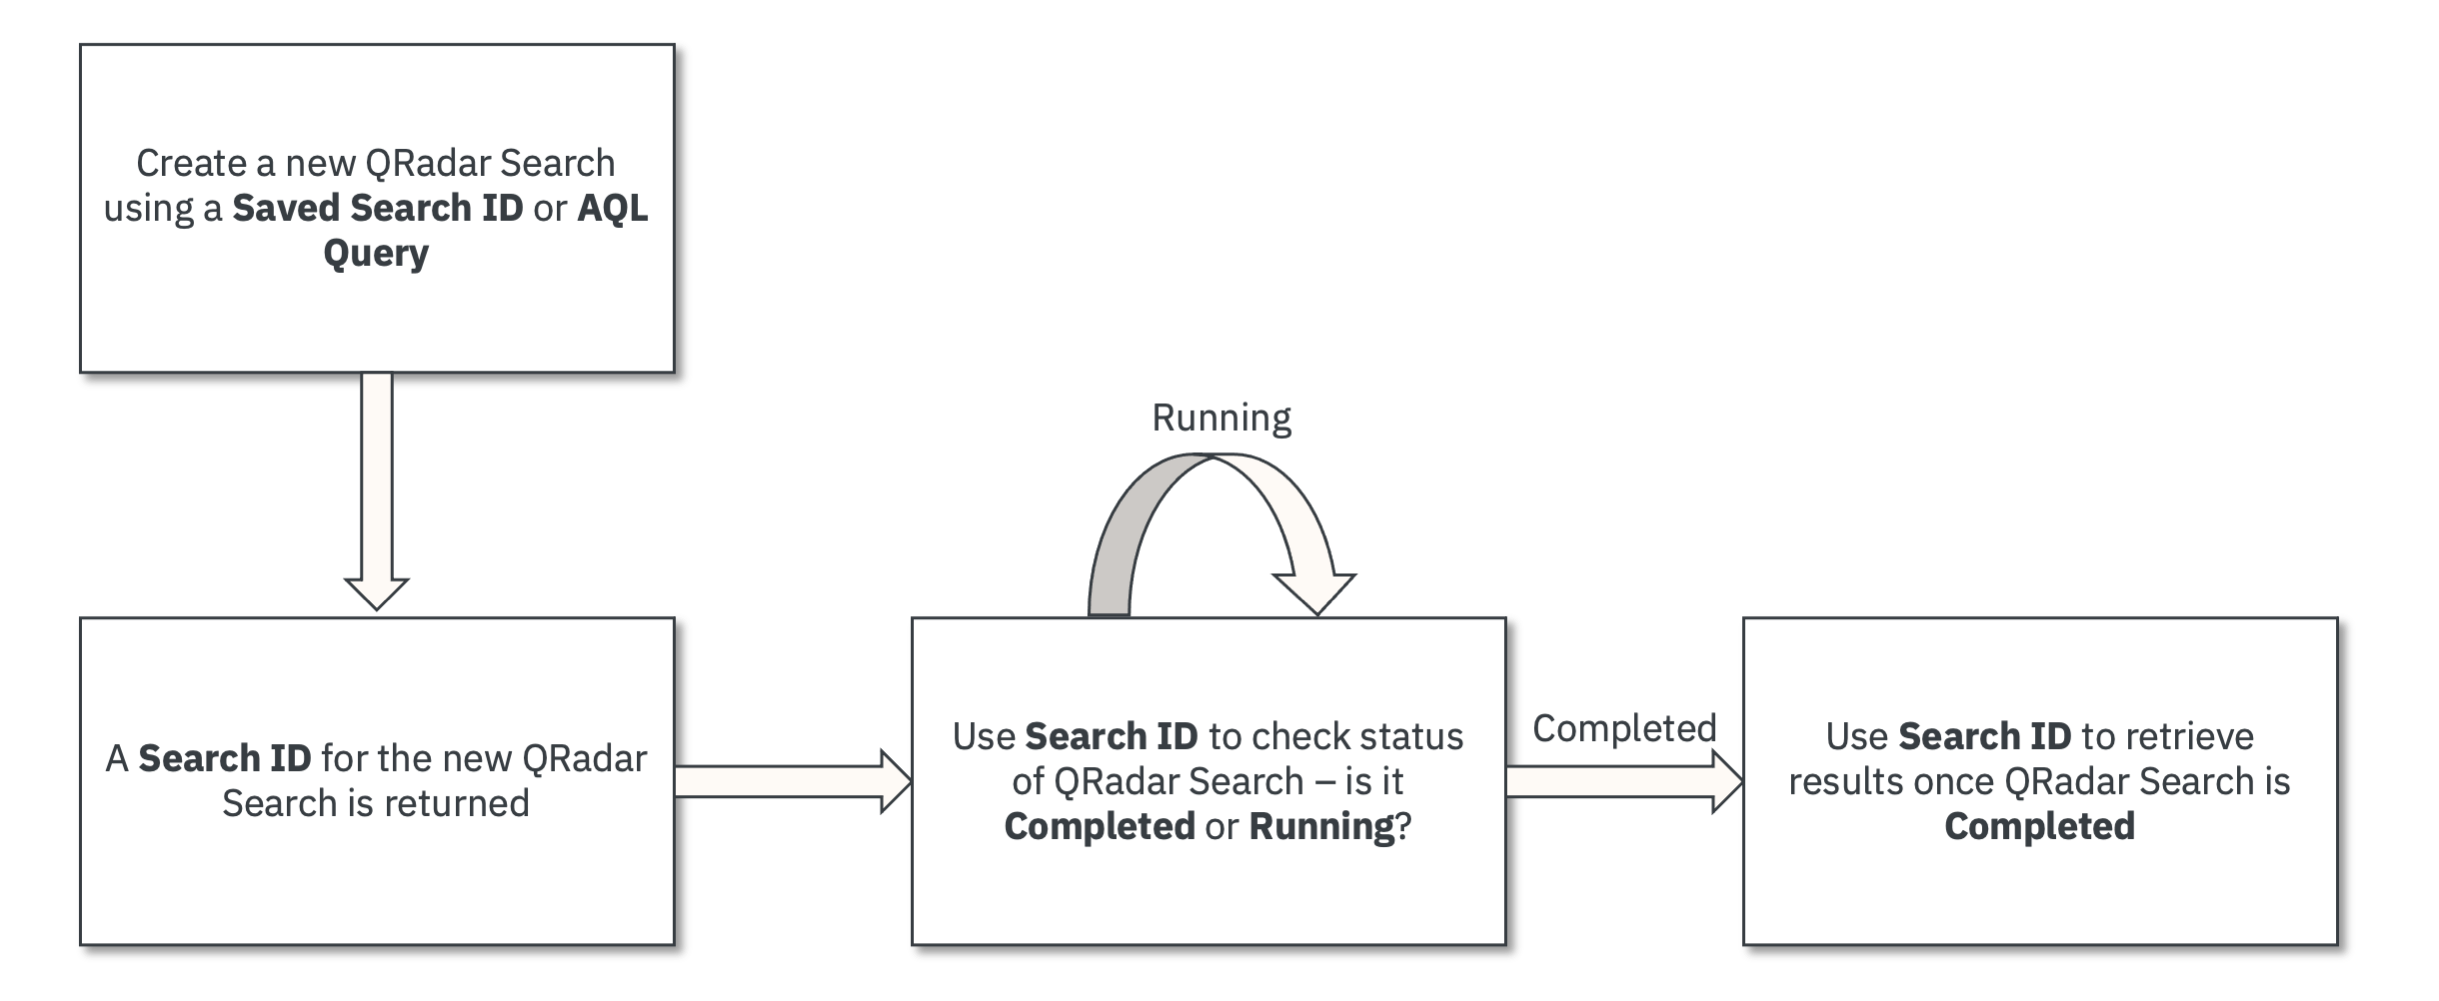 Create a new QRadar Search
using a Saved Search ID or AQL
Query
Running
A Search ID for the new QRadar
Search is returned
Use Search ID to check status
of QRadar Search – is it
Completed or Running?
Completed
Use Search ID to retrieve
results once QRadar Search is
Completed